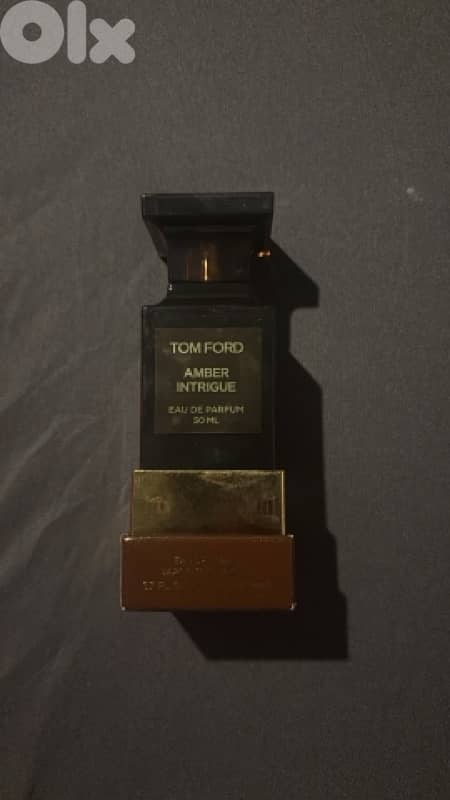 Olx
TOM FORD
AMBER
INTRIGUE
EAU DE PARFUM
50 ML